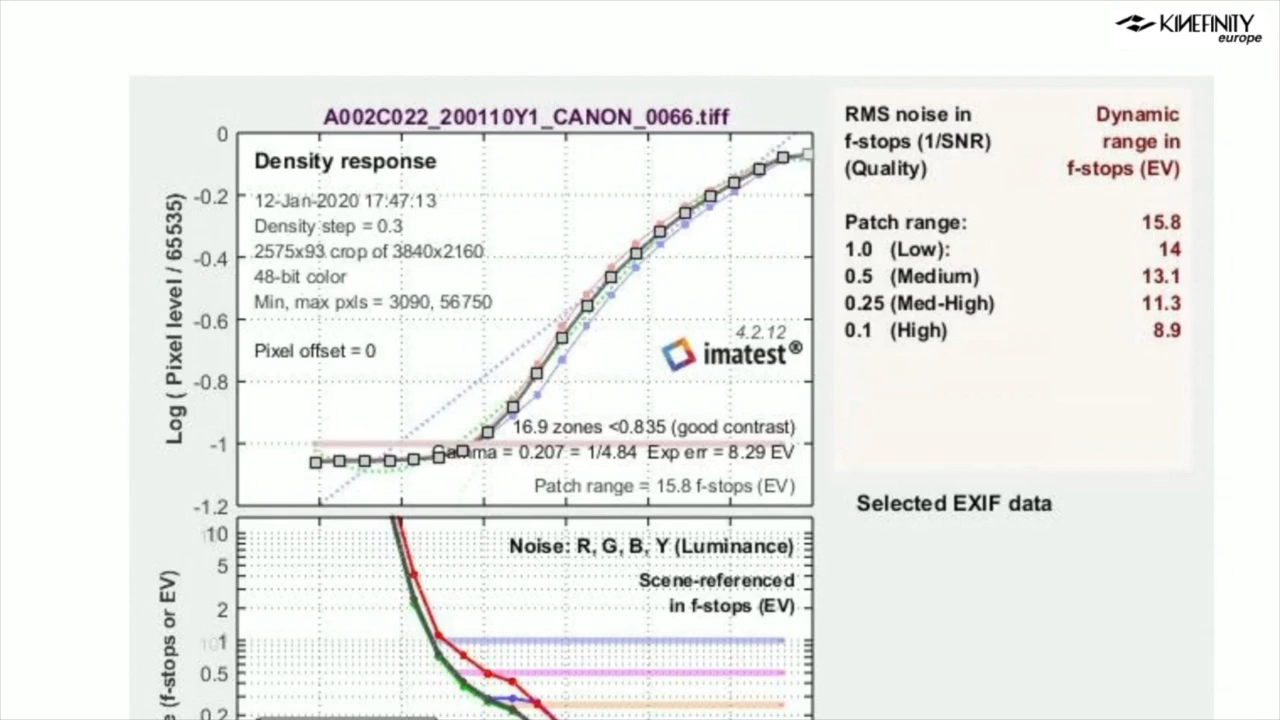 KINEFINITY
europe
A002C022_200110Y1_CANON_0066.tiff
Density response
12-Jan-2020 17:47:13
Density step = 0.3
2575x93 crop of 3840x2160
48-bit color
Min, max pxls = 3090, 56750
Pixel offset = 0
4.2.12
imatest®
16.9 zones <0.835 (good contrast)
Gamma = 0.207 = 1/4.84 Exp err = 8.29 EV
Patch range = 15.8 f-stops (EV)
Log ( Pixel level / 65535)
0
-0.2
-0.4
-0.6
-0.8
-1
-1.2
RMS noise in Dynamic
f-stops (1/SNR) range in
(Quality) f-stops (EV)
Patch range: 15.8
1.0 (Low): 14
0.5 (Medium) 13.1
0.25 (Med-High) 11.3
0.1 (High) 8.9
Selected EXIF data
Noise: R, G, B, Y (Luminance)
Scene-referenced
in f-stops (EV)
(f-stops or EV)
10
5
2
1
0.5
0.2